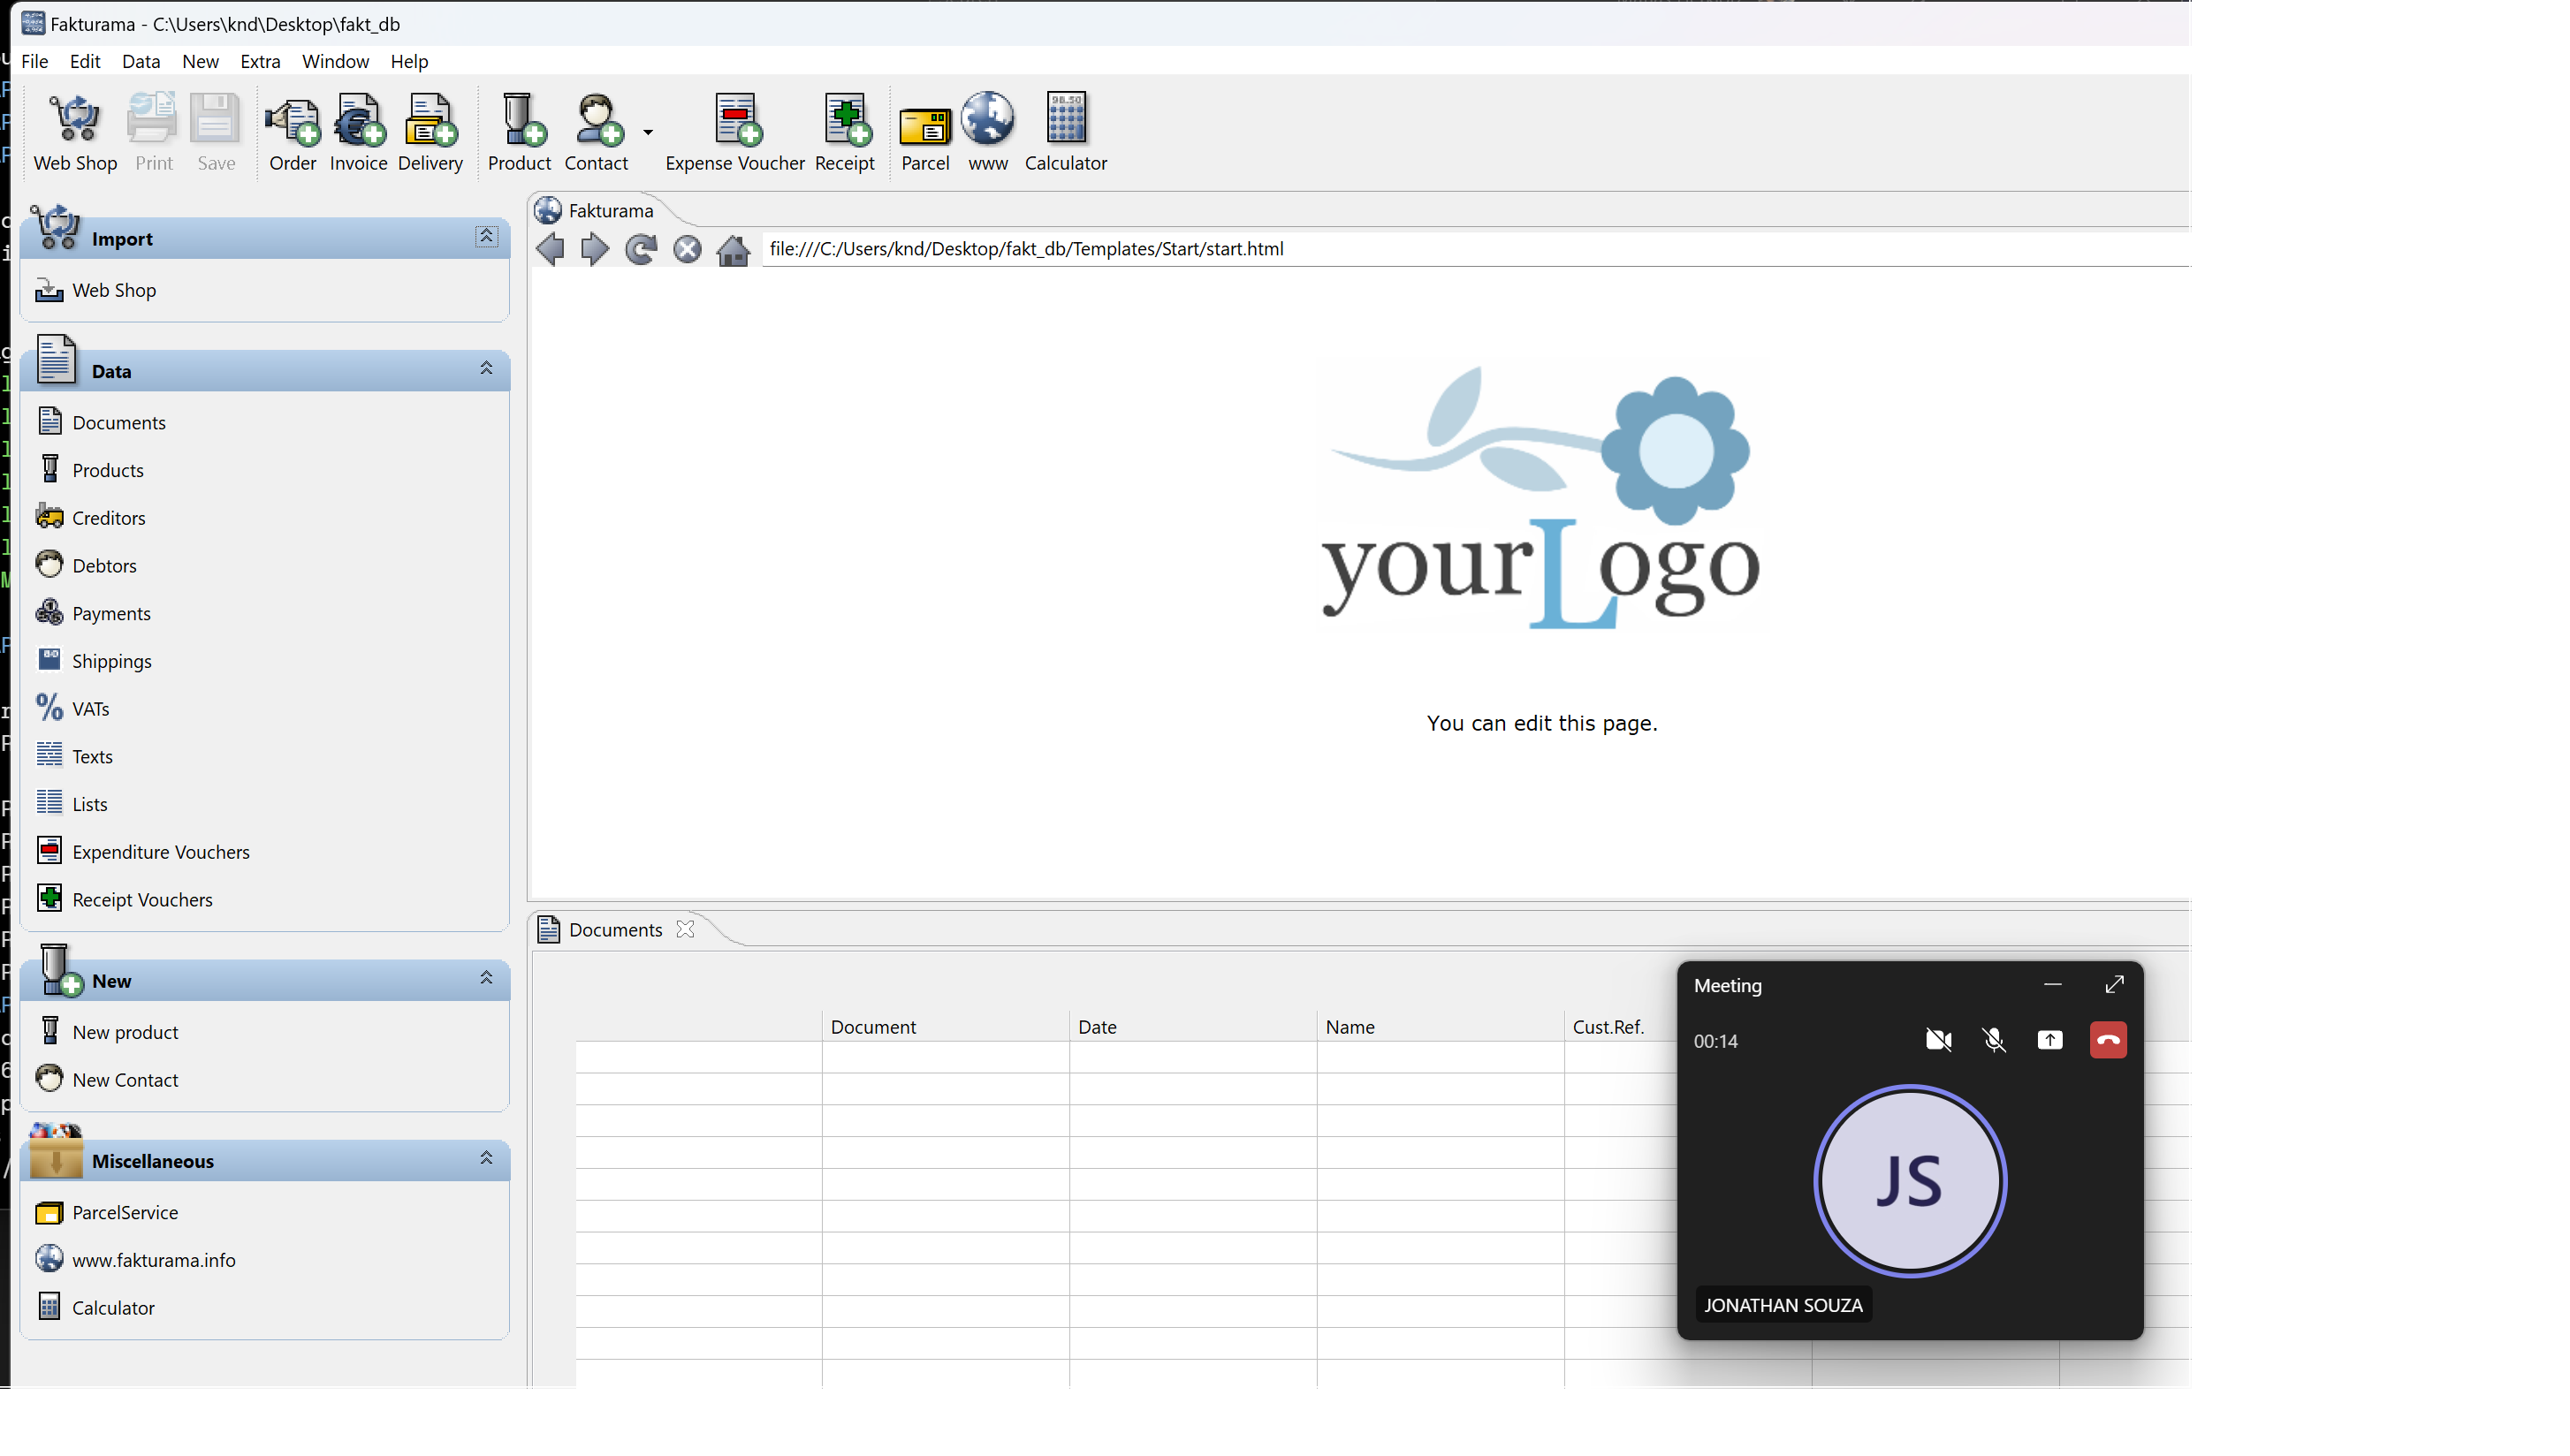 Fakturama - C:\Users\knd\Desktop\fakt_db
File Edit Data New Extra Window Help
Web Shop Print Save Order Invoice Delivery Product Contact Expense Voucher Receipt Parcel www Calculator
Fakturama
file:///C:/Users/knd/Desktop/fakt_db/Templates/Start/start.html
Import
Web Shop
Data
Documents
Products
Creditors
Debtors
Payments
Shippings
VATs
Texts
Lists
Expenditure Vouchers
Receipt Vouchers
New
New product
New Contact
Miscellaneous
ParcelService
www.fakturama.info
Calculator
yourLogo
You can edit this page.
Documents
Document Date Name Cust.Ref.
Meeting
00:14
JS
JONATHAN SOUZA